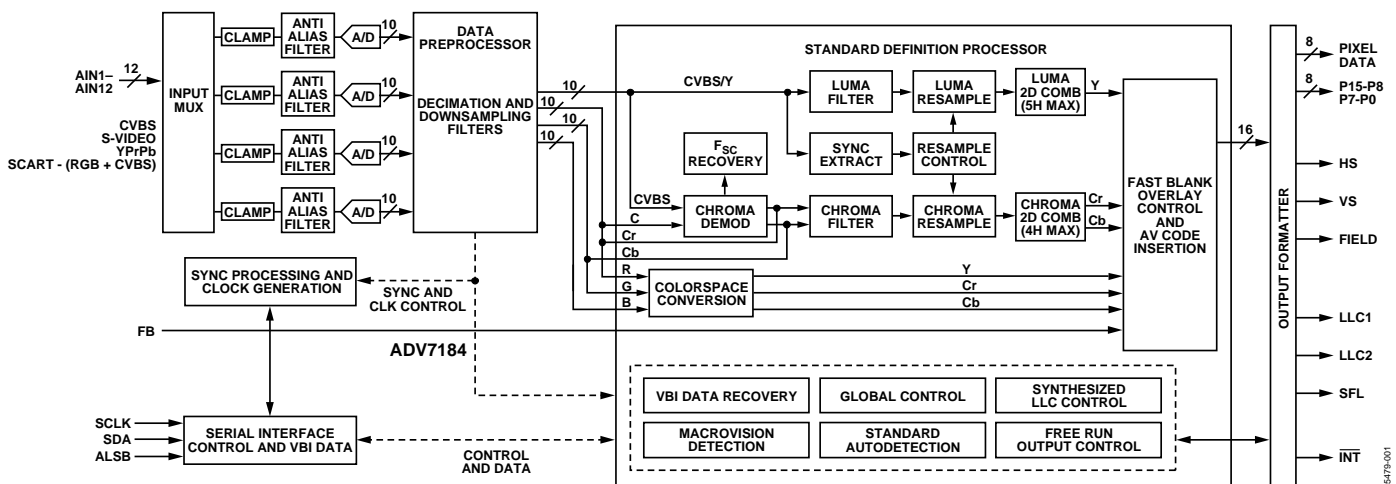 AIN1–
AIN12
12
CVBS
S-VIDEO
YPrPb
SCART - (RGB + CVBS)
INPUT
MUX
CLAMP
ANTI
ALIAS
FILTER
A/D
10
CLAMP
ANTI
ALIAS
FILTER
A/D
10
CLAMP
ANTI
ALIAS
FILTER
A/D
10
CLAMP
ANTI
ALIAS
FILTER
A/D
10
DATA
PREPROCESSOR
DECIMATION AND
DOWNSAMPLING
FILTERS
10
10
10
10
STANDARD DEFINITION PROCESSOR
CVBS/Y
LUMA
FILTER
LUMA
RESAMPLE
LUMA
2D COMB
(5H MAX)
Y
FSC
RECOVERY
SYNC
EXTRACT
RESAMPLE
CONTROL
CVBS
C
Cr
Cb
CHROMA
DEMOD
CHROMA
FILTER
CHROMA
RESAMPLE
CHROMA
2D COMB
(4H MAX)
Cr
Cb
R
G
B
COLORSPACE
CONVERSION
Y
Cr
Cb
FAST BLANK
OVERLAY
CONTROL
AND
AV CODE
INSERTION
16
SYNC PROCESSING AND
CLOCK GENERATION
SYNC AND
CLK CONTROL
FB
ADV7184
VBI DATA RECOVERY
GLOBAL CONTROL
SYNTHESIZED
LLC CONTROL
MACROVISION
DETECTION
STANDARD
AUTODETECTION
FREE RUN
OUTPUT CONTROL
SCLK
SDA
ALSB
SERIAL INTERFACE
CONTROL AND VBI DATA
CONTROL
AND DATA
OUTPUT FORMATTER
8
PIXEL
DATA
8
P15-P8
P7-P0
HS
VS
FIELD
LLC1
LLC2
SFL
INT
5479-001